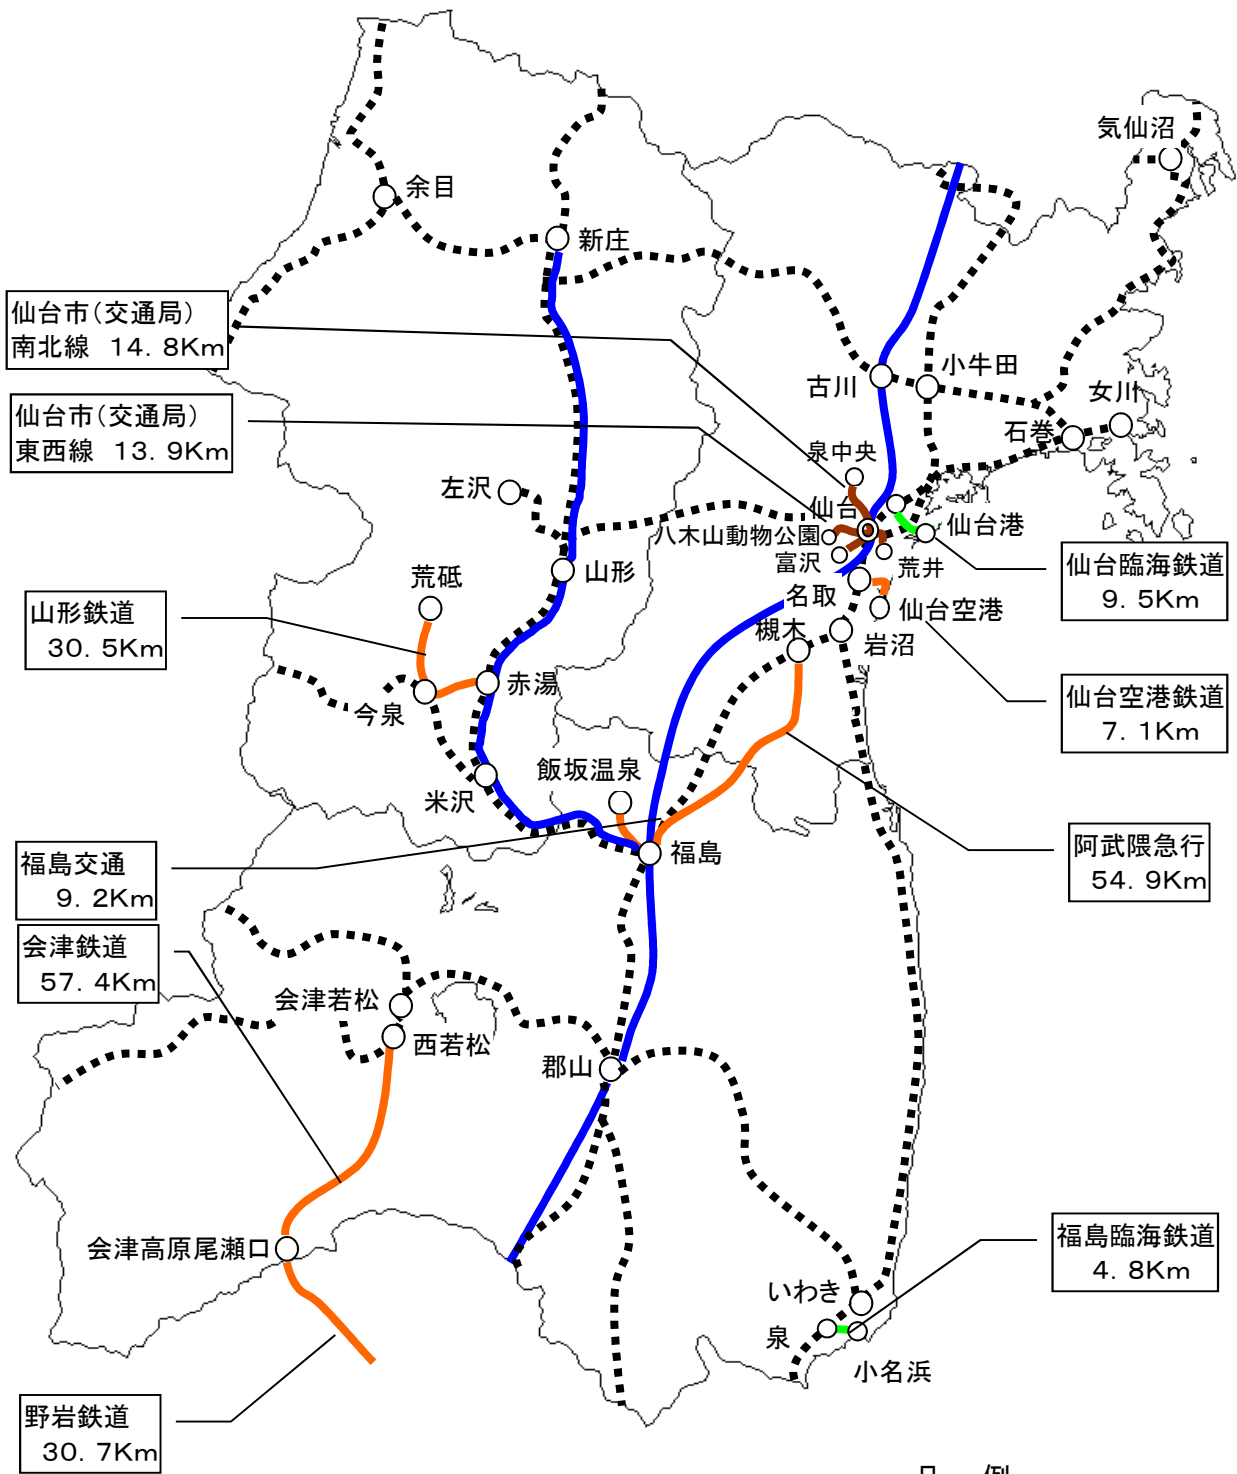 気仙沼
余目
新庄
仙台市(交通局)
南北線 14.8Km
小牛田
古川
女川
仙台市(交通局)
東西線 13.9Km
石巻
泉中央
左沢
仙台
仙台港
八木山動物公園
富沢
荒井
仙台臨海鉄道
9.5Km
荒砥
山形
名取
仙台空港
山形鉄道
30.5Km
槻木
岩沼
赤湯
今泉
仙台空港鉄道
7.1Km
飯坂温泉
米沢
福島
福島交通
9.2Km
阿武隈急行
54.9Km
会津鉄道
57.4Km
会津若松
西若松
郡山
会津高原尾瀬口
福島臨海鉄道
4.8Km
いわき
泉
小名浜
野岩鉄道
30.7Km
凡 例